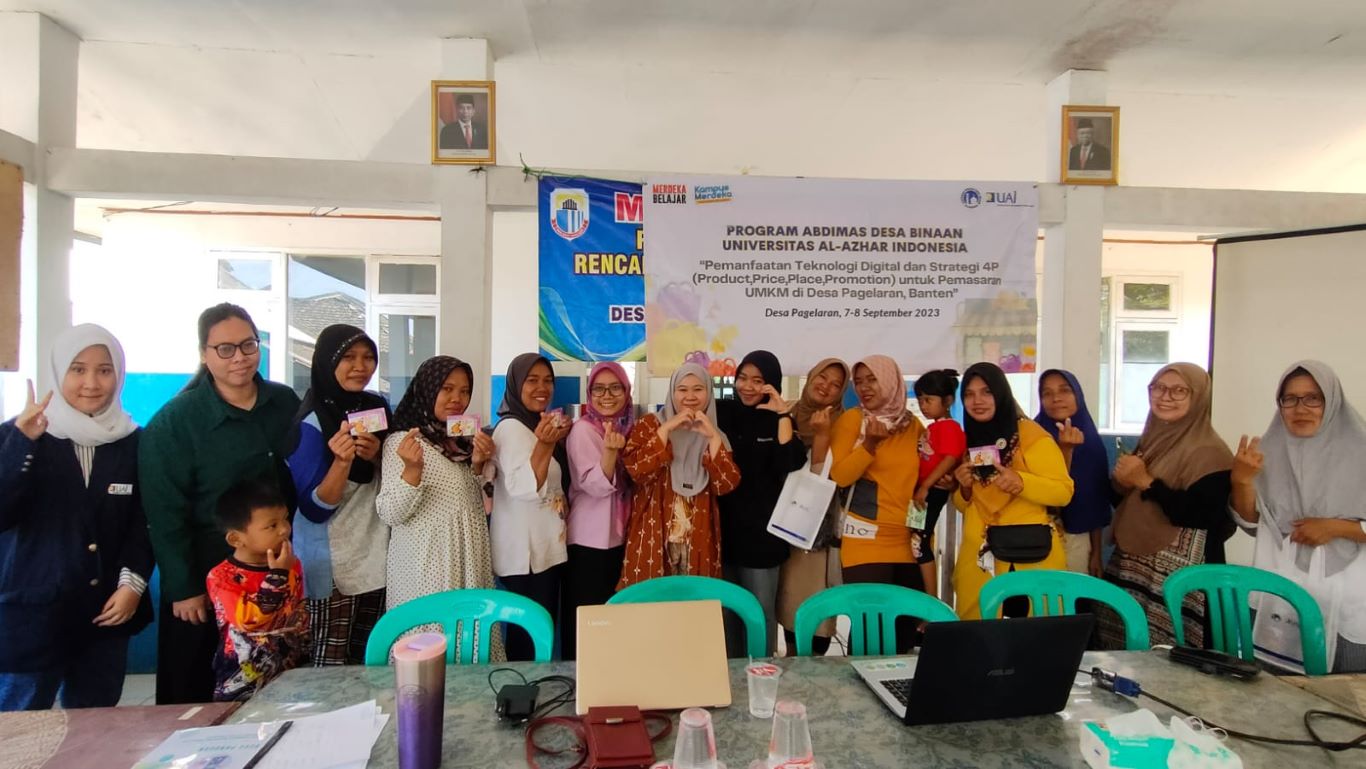 MERDEKA
BELAJAR
Kampus
Merdeka
UAI
PROGRAM ABDIMAS DESA BINAAN
UNIVERSITAS AL-AZHAR INDONESIA
"Pemanfaatan Teknologi Digital dan Strategi 4P
(Product,Price,Place,Promotion) untuk Pemasaran
UMKM di Desa Pagelaran, Banten"
Desa Pagelaran, 7-8 September 2023
M
RENCA
DES
UAI
no
Lenovo
ASUS